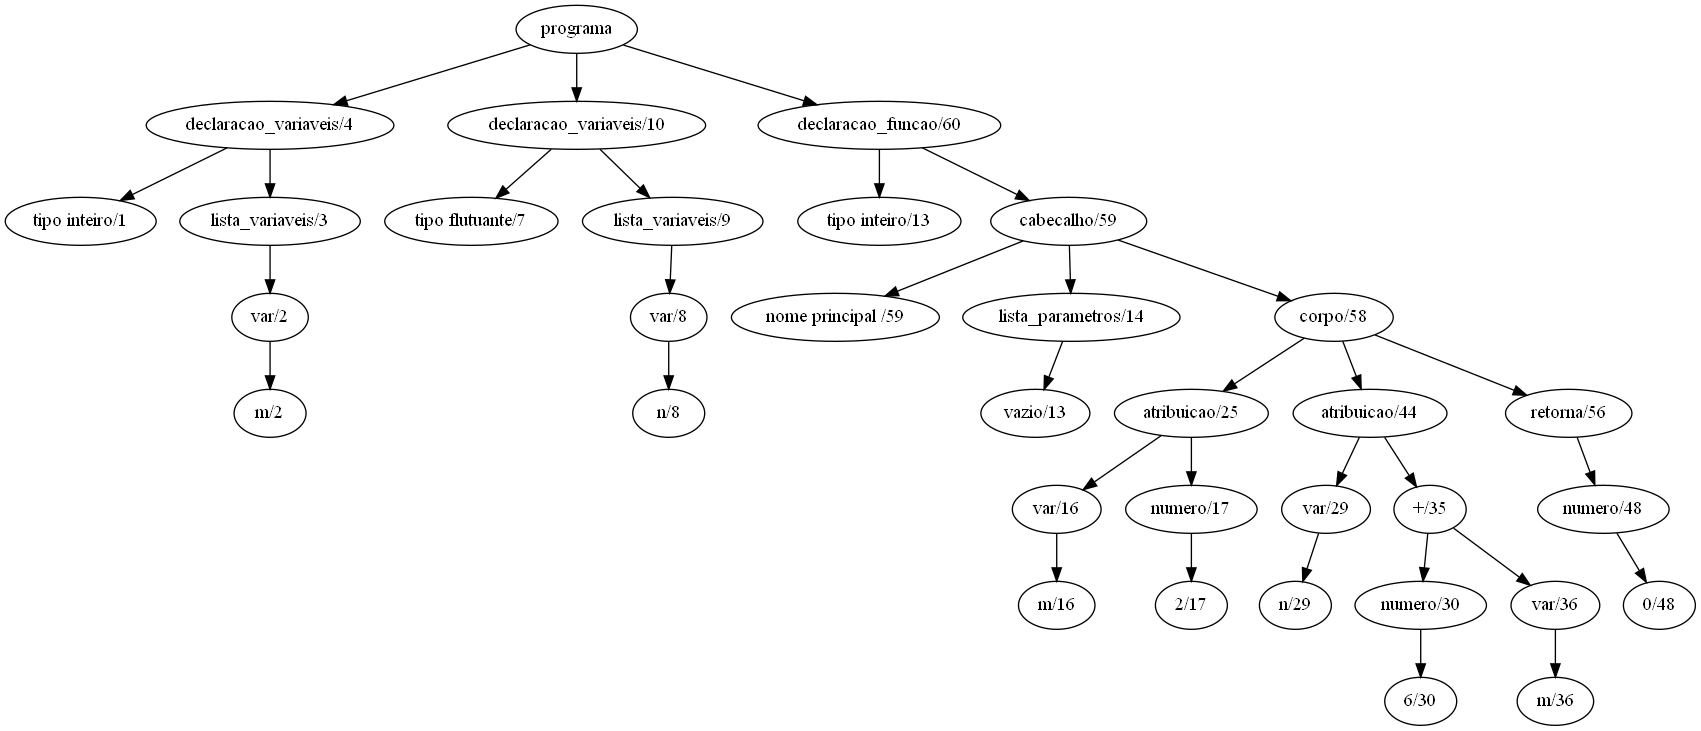 programa
declaracao_variaveis/4
declaracao_variaveis/10
declaracao_funcao/60
tipo inteiro/1
lista_variaveis/3
tipo flutuante/7
lista_variaveis/9
tipo inteiro/13
cabecalho/59
var/2
var/8
nome principal /59
lista_parametros/14
corpo/58
m/2
n/8
vazio/13
atribuicao/25
atribuicao/44
retorna/56
var/16
numero/17
var/29
+/35
numero/48
m/16
2/17
n/29
numero/30
var/36
0/48
6/30
m/36